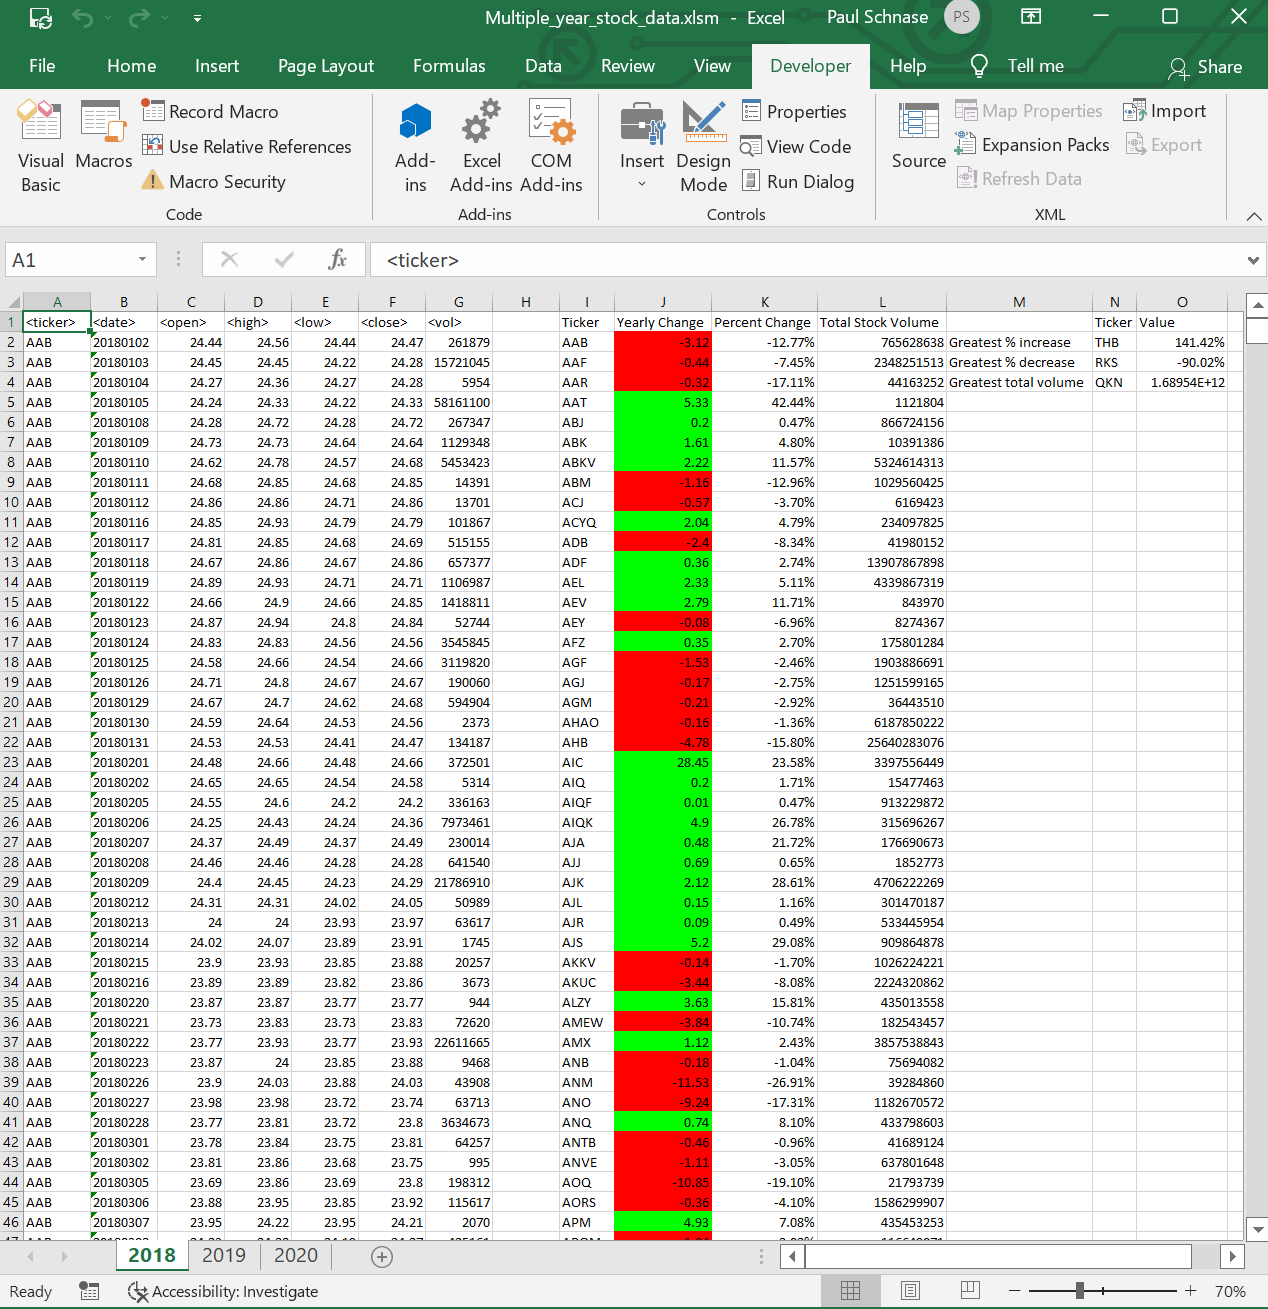 Multiple_year_stock_data.xlsm - Excel Paul Schnase PS
File Home Insert Page Layout Formulas Data Review View Developer Help Tell me Share
Visual Basic
Macros
Record Macro
Use Relative References
Macro Security
Code
Add-ins
Excel Add-ins
COM Add-ins
Add-ins
Insert
Design Mode
Properties
View Code
Run Dialog
Controls
Source
Map Properties
Expansion Packs
Refresh Data
Import
Export
XML
A1 fx <ticker>
A B C D E F G H I J K L M N O
1 <ticker> <date> <open> <high> <low> <close> <vol> Ticker Yearly Change Percent Change Total Stock Volume Ticker Value
2 AAB 20180102 24.44 24.56 24.44 24.47 261879 AAB -3.12 -12.77% 765628638 Greatest % increase THB 141.42%
3 AAB 20180103 24.45 24.45 24.22 24.28 15721045 AAF -0.44 -7.45% 2348251513 Greatest % decrease RKS -90.02%
4 AAB 20180104 24.27 24.36 24.27 24.28 5954 AAR -0.32 -17.11% 44163252 Greatest total volume QKN 1.68954E+12
5 AAB 20180105 24.24 24.33 24.22 24.33 58161100 AAT 5.33 42.44% 1121804
6 AAB 20180108 24.28 24.72 24.28 24.72 267347 ABJ 0.2 0.47% 866724156
7 AAB 20180109 24.73 24.73 24.64 24.64 1129348 ABK 1.61 4.80% 10391386
8 AAB 20180110 24.62 24.78 24.57 24.68 5453423 ABKV 2.22 11.57% 5324614313
9 AAB 20180111 24.68 24.85 24.68 24.85 14391 ABM -1.16 -12.96% 1029560425
10 AAB 20180112 24.86 24.86 24.71 24.86 13701 ACJ -0.57 -3.70% 6169423
11 AAB 20180116 24.85 24.93 24.79 24.79 101867 ACYQ 2.04 4.79% 234097825
12 AAB 20180117 24.81 24.85 24.68 24.69 515155 ADB -2.4 -8.34% 41980152
13 AAB 20180118 24.67 24.86 24.67 24.86 657377 ADF 0.36 2.74% 13907867898
14 AAB 20180119 24.89 24.93 24.71 24.71 1106987 AEL 2.33 5.11% 4339867319
15 AAB 20180122 24.66 24.9 24.66 24.85 1418811 AEV 2.79 11.71% 843970
16 AAB 20180123 24.87 24.94 24.8 24.84 52744 AEY -0.08 -6.96% 8274367
17 AAB 20180124 24.83 24.83 24.56 24.56 3545845 AFZ 0.35 2.70% 175801284
18 AAB 20180125 24.58 24.66 24.54 24.66 3119820 AGF -1.53 -2.46% 1903886691
19 AAB 20180126 24.71 24.8 24.67 24.67 190060 AGJ -0.17 -2.75% 1251599165
20 AAB 20180129 24.67 24.7 24.62 24.68 594904 AGM -0.21 -2.92% 36443510
21 AAB 20180130 24.59 24.64 24.53 24.56 2373 AHAO -0.16 -1.36% 6187850222
22 AAB 20180131 24.53 24.53 24.41 24.47 134187 AHB -4.78 -15.80% 25640283076
23 AAB 20180201 24.48 24.66 24.48 24.66 372501 AIC 28.45 23.58% 3397556449
24 AAB 20180202 24.65 24.65 24.54 24.58 5314 AIQ 0.2 1.71% 15477463
25 AAB 20180205 24.55 24.6 24.2 24.2 336163 AIQF 0.01 0.47% 913229872
26 AAB 20180206 24.25 24.43 24.24 24.36 7973461 AIQK 4.9 26.78% 315696267
27 AAB 20180207 24.37 24.49 24.37 24.49 230014 AJA 0.48 21.72% 176690673
28 AAB 20180208 24.46 24.46 24.28 24.28 641540 AJJ 0.69 0.65% 1852773
29 AAB 20180209 24.4 24.45 24.23 24.29 21786910 AJK 2.12 28.61% 4706222269
30 AAB 20180212 24.31 24.31 24.02 24.05 50989 AJL 0.15 1.16% 301470187
31 AAB 20180213 24 24 23.93 23.97 63617 AJR 0.09 0.49% 533445954
32 AAB 20180214 24.02 24.07 23.89 23.91 1745 AJS 5.2 29.08% 909864878
33 AAB 20180215 23.9 23.93 23.85 23.88 20257 AKKV -0.14 -1.70% 1026224221
34 AAB 20180216 23.89 23.89 23.82 23.86 3673 AKUC -3.44 -8.08% 2224320862
35 AAB 20180220 23.87 23.87 23.77 23.77 944 ALZY 3.63 15.81% 435013558
36 AAB 20180221 23.73 23.83 23.73 23.83 72620 AMEW -3.84 -10.74% 182543457
37 AAB 20180222 23.77 23.93 23.77 23.93 22611665 AMX 1.12 2.43% 3857538843
38 AAB 20180223 23.87 24 23.85 23.88 9468 ANB -0.18 -1.04% 75694082
39 AAB 20180226 23.9 24.03 23.88 24.03 43908 ANM -11.53 -26.91% 39284860
40 AAB 20180227 23.98 23.98 23.72 23.74 63713 ANO -9.24 -17.31% 1182670572
41 AAB 20180228 23.77 23.81 23.72 23.8 3634673 ANQ 0.74 8.10% 433798603
42 AAB 20180301 23.78 23.84 23.75 23.81 64257 ANTB -0.46 -0.96% 41689124
43 AAB 20180302 23.81 23.86 23.68 23.75 995 ANVE -1.11 -3.05% 637801648
44 AAB 20180305 23.69 23.86 23.69 23.8 198312 AOQ -10.85 -19.10% 21793739
45 AAB 20180306 23.88 23.95 23.85 23.92 115617 AORS -0.36 -4.10% 1586299907
46 AAB 20180307 23.95 24.22 23.95 24.21 2070 APM 4.93 7.08% 435453253
2018 2019 2020
Ready Accessibility: Investigate 70%